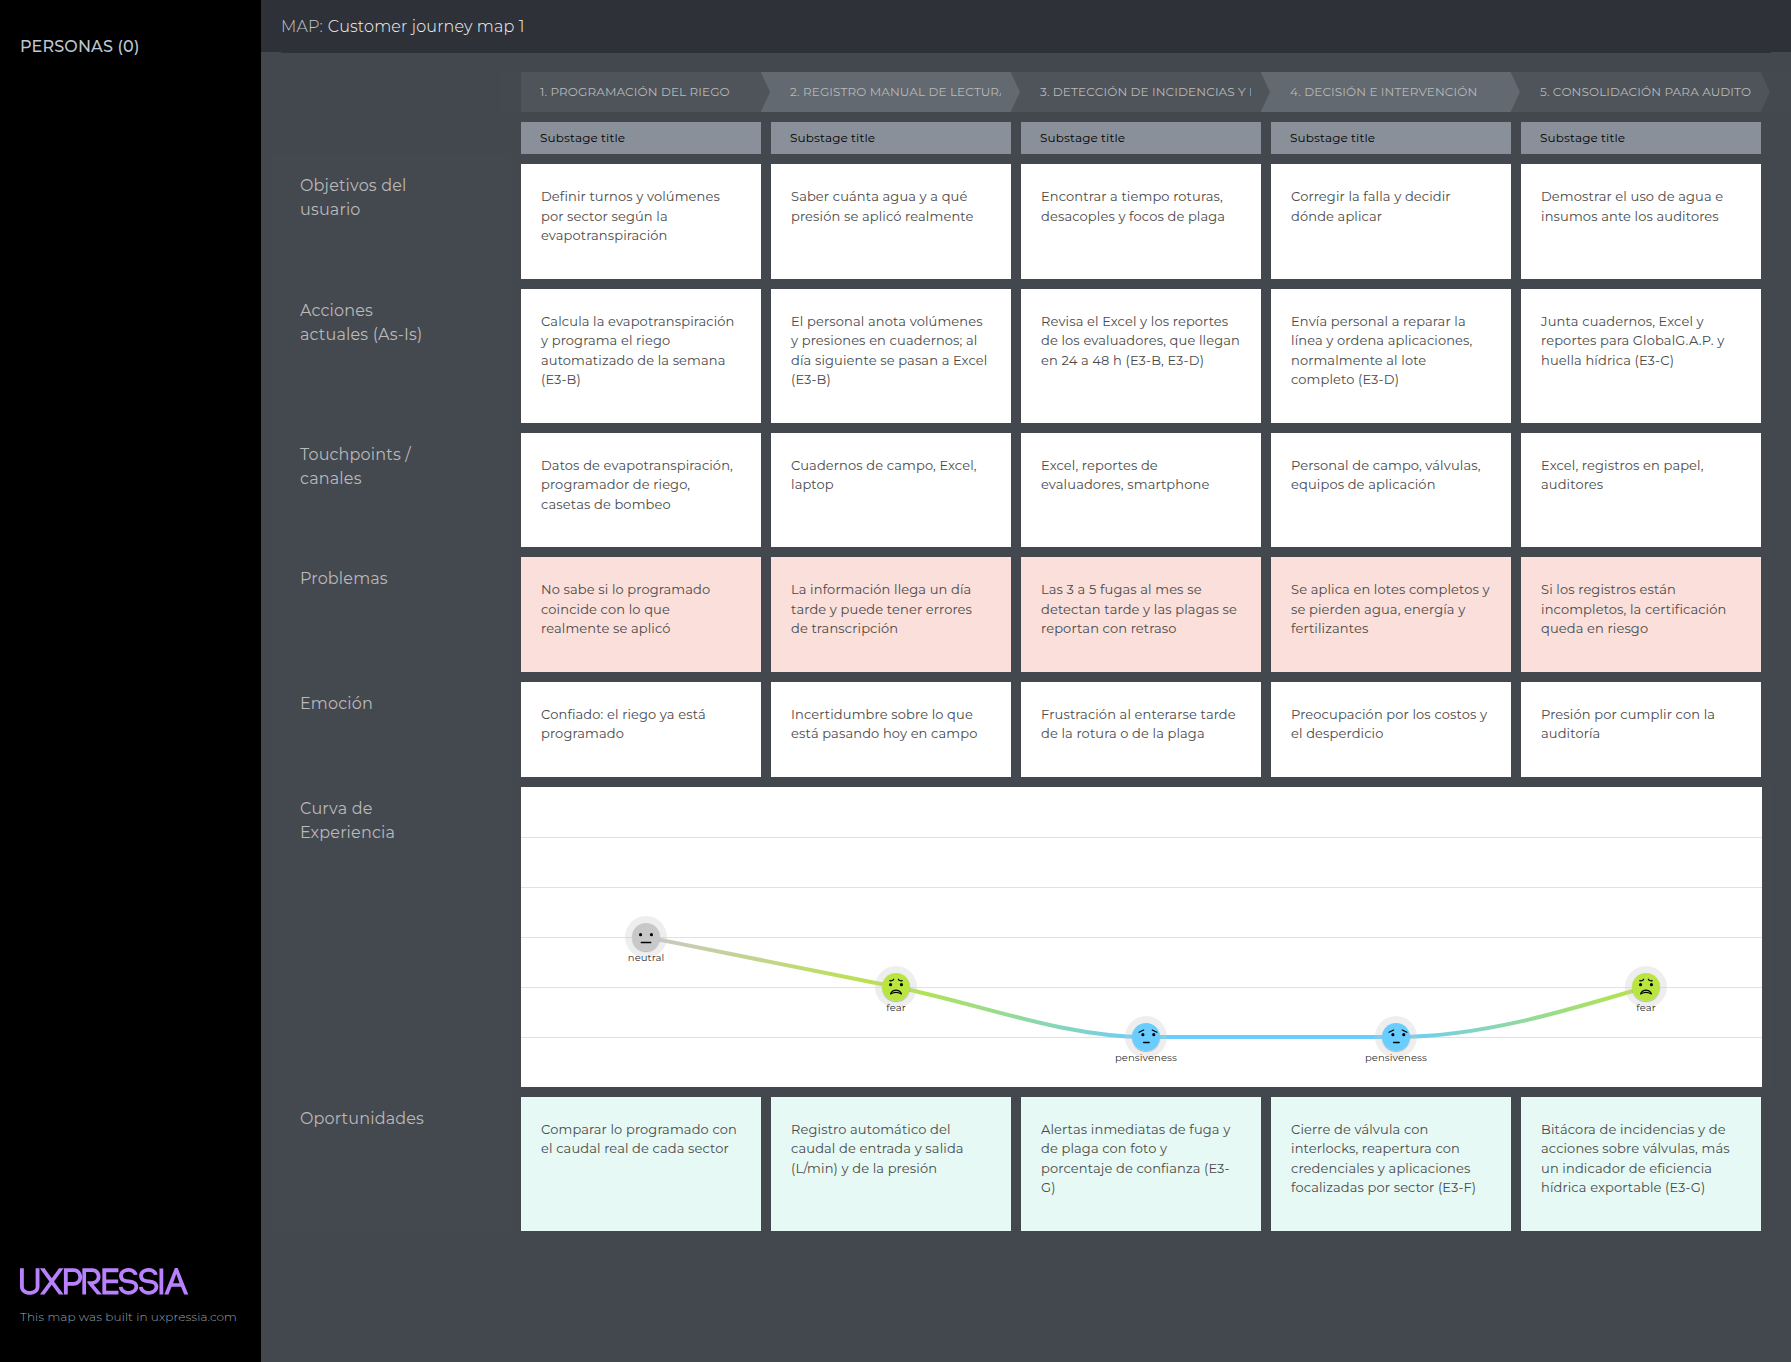 PERSONAS (0)
MAP: Customer journey map 1
1. PROGRAMACIÓN DEL RIEGO
2. REGISTRO MANUAL DE LECTURA
3. DETECCIÓN DE INCIDENCIAS Y
4. DECISIÓN E INTERVENCIÓN
5. CONSOLIDACIÓN PARA AUDITO
Substage title
Substage title
Substage title
Substage title
Substage title
Objetivos del
usuario
Definir turnos y volúmenes
por sector según la
evapotranspiración
Saber cuánta agua y a qué
presión se aplicó realmente
Encontrar a tiempo roturas,
desacoples y focos de plaga
Corregir la falla y decidir
dónde aplicar
Demostrar el uso de agua e
insumos ante los auditores
Acciones
actuales (As-Is)
Calcula la evapotranspiración
y programa el riego
automatizado de la semana
(E3-B)
El personal anota volúmenes
y presiones en cuadernos; al
día siguiente se pasan a Excel
(E3-B)
Revisa el Excel y los reportes
de los evaluadores, que llegan
en 24 a 48 h (E3-B, E3-D)
Envía personal a reparar la
línea y ordena aplicaciones,
normalmente al lote
completo (E3-D)
Junta cuadernos, Excel y
reportes para GlobalG.A.P. y
huella hídrica (E3-C)
Touchpoints /
canales
Datos de evapotranspiración,
programador de riego,
casetas de bombeo
Cuadernos de campo, Excel,
laptop
Excel, reportes de
evaluadores, smartphone
Personal de campo, válvulas,
equipos de aplicación
Excel, registros en papel,
auditores
Problemas
No sabe si lo programado
coincide con lo que
realmente se aplicó
La información llega un día
tarde y puede tener errores
de transcripción
Las 3 a 5 fugas al mes se
detectan tarde y las plagas se
reportan con retraso
Se aplica en lotes completos y
se pierden agua, energía y
fertilizantes
Si los registros están
incompletos, la certificación
queda en riesgo
Emoción
Confiado: el riego ya está
programado
Incertidumbre sobre lo que
está pasando hoy en campo
Frustración al enterarse tarde
de la rotura o de la plaga
Preocupación por los costos y
el desperdicio
Presión por cumplir con la
auditoría
Curva de
Experiencia
neutral
fear
pensiveness
pensiveness
fear
Oportunidades
Comparar lo programado con
el caudal real de cada sector
Registro automático del
caudal de entrada y salida
(L/min) y de la presión
Alertas inmediatas de fuga y
de plaga con foto y
porcentaje de confianza (E3-
G)
Cierre de válvula con
interlocks, reapertura con
credenciales y aplicaciones
focalizadas por sector (E3-F)
Bitácora de incidencias y de
acciones sobre válvulas, más
un indicador de eficiencia
hídrica exportable (E3-G)
UXPRESSIA
This map was built in uxpressia.com